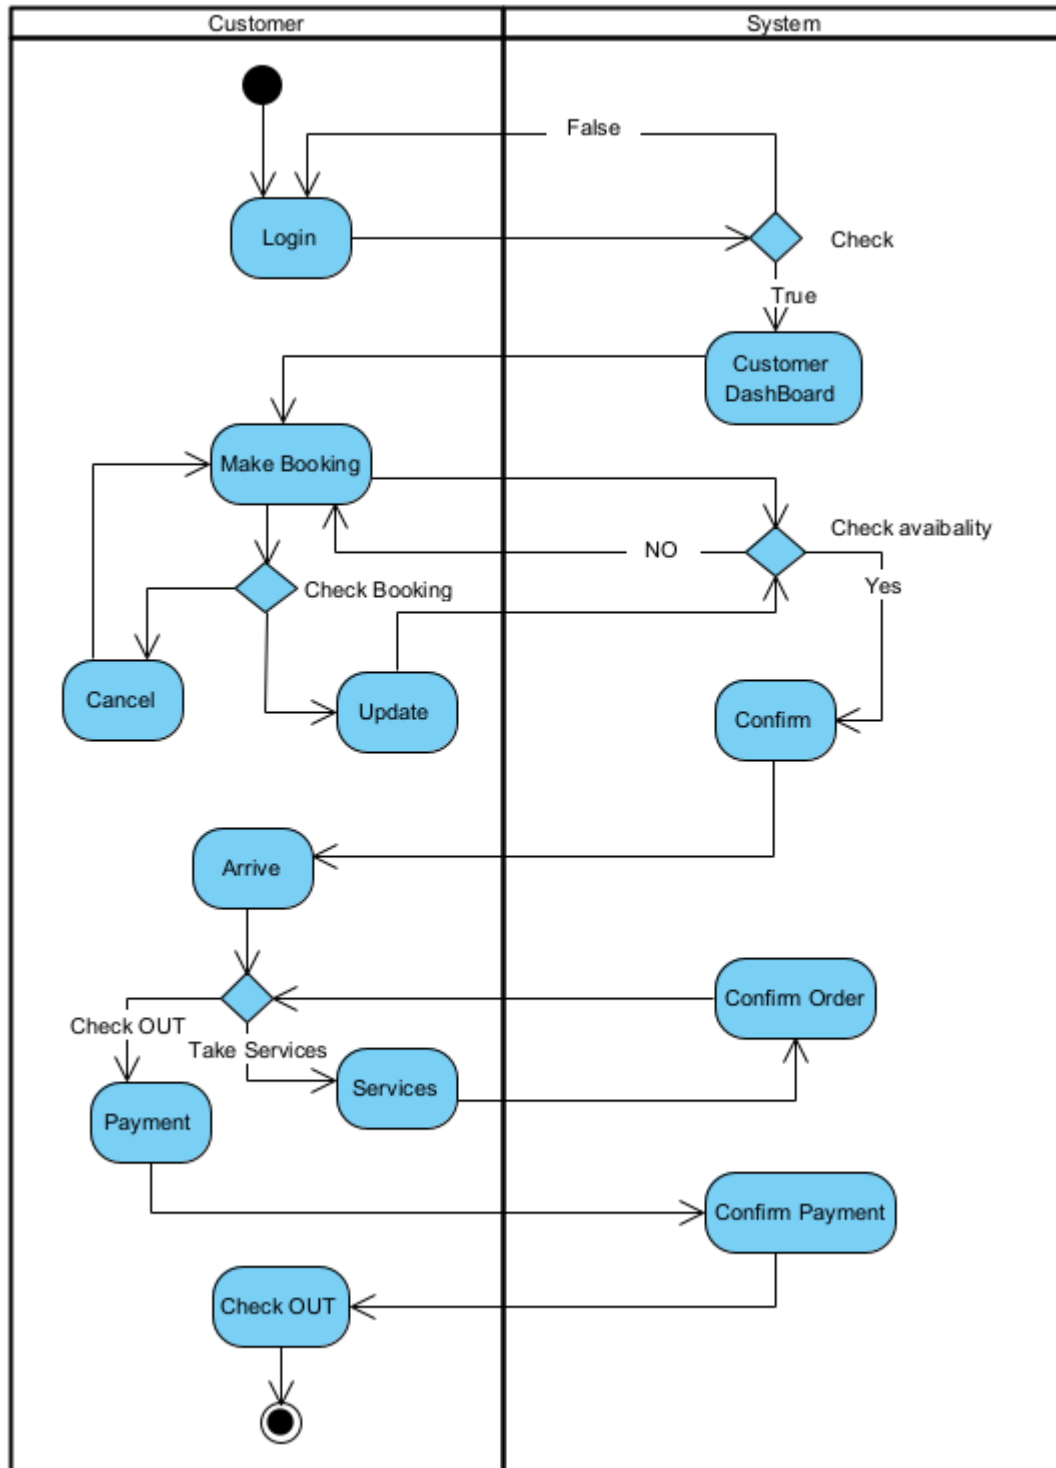 Customer
System
False
Login
Check
True
Customer
DashBoard
Make Booking
Check avaibality
NO
Yes
Check Booking
Cancel
Update
Confirm
Arrive
Confirm Order
Check OUT
Take Services
Services
Payment
Confirm Payment
Check OUT